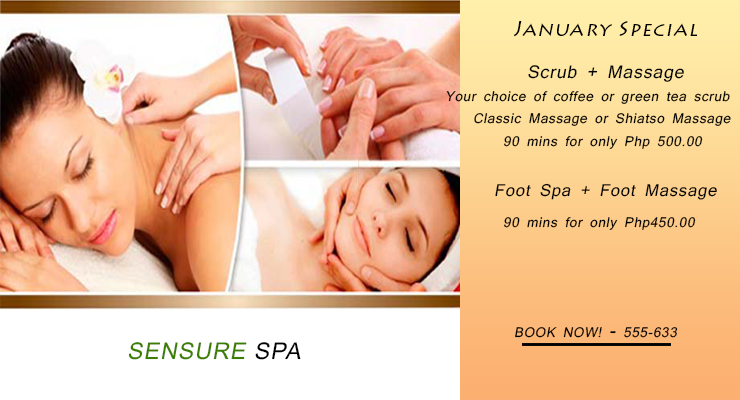 January Special
Scrub + Massage
Your choice of coffee or green tea scrub
Classic Massage or Shiatso Massage
90 mins for only Php 500.00
Foot Spa + Foot Massage
90 mins for only Php450.00
BOOK NOW! - 555-633
SENSURE SPA